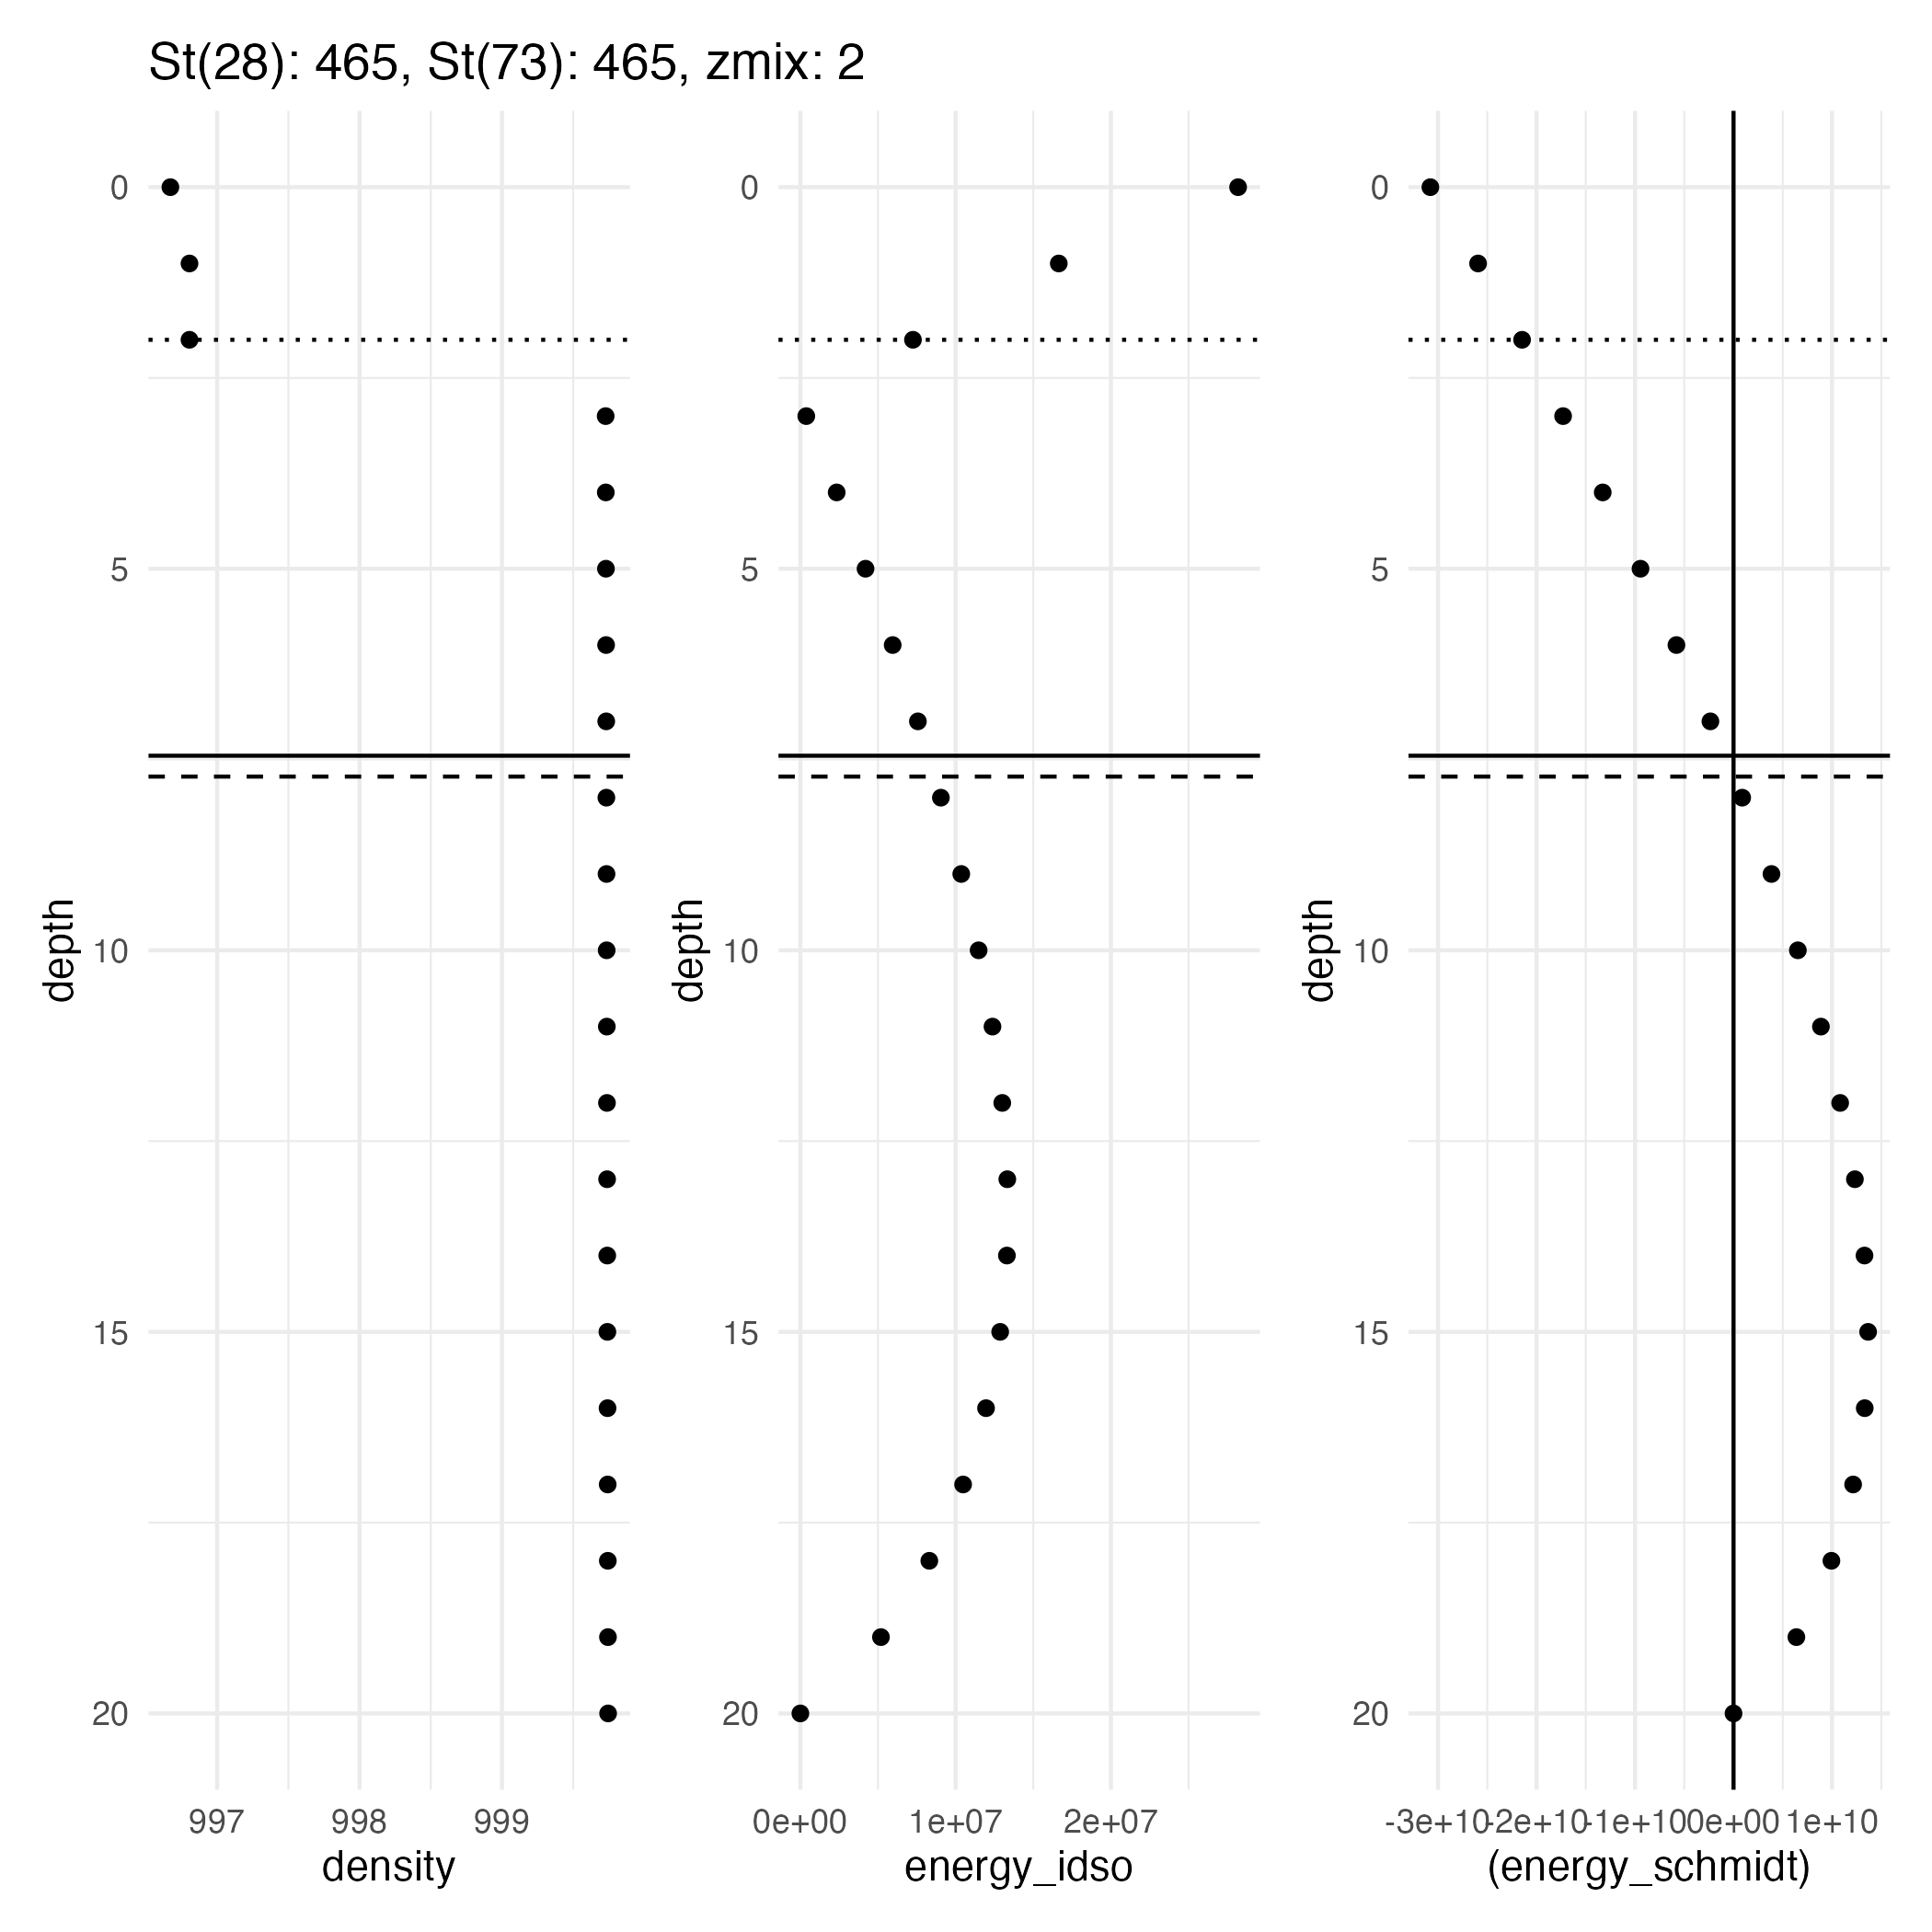 St(28): 465, St(73): 465, zmix: 2
0
5
10
15
20
depth
997 998 999
density
0
5
10
15
20
depth
0e+00 1e+07 2e+07
energy_idso
0
5
10
15
20
depth
-3e+10 -2e+10 -1e+10 0e+00 1e+10
(energy_schmidt)